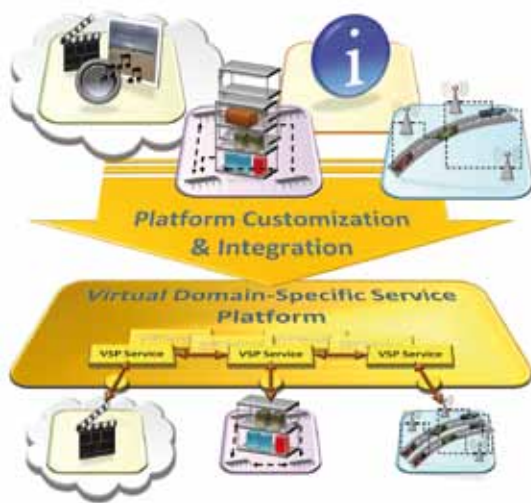 i
Platform Customization
& Integration
Virtual Domain-Specific Service
Platform
VSP Service
VSP Service
VSP Service